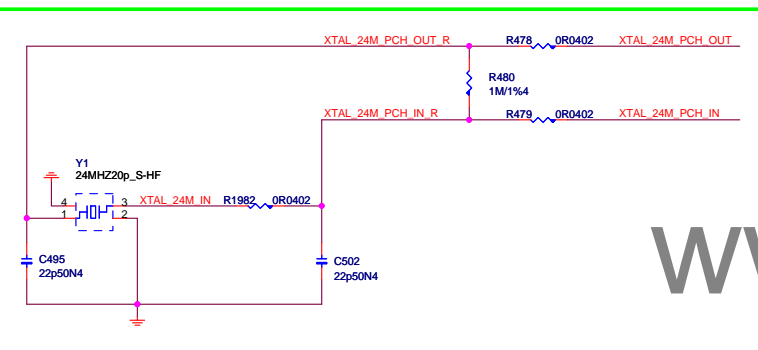 XTAL_24M_PCH_OUT_R R478 0R0402 XTAL_24M_PCH_OUT
R480
1M/1%4
XTAL_24M_PCH_IN_R R479 0R0402 XTAL_24M_PCH_IN
Y1
24MHZ20p_S-HF
4 3 XTAL_24M_IN R1982 0R0402
1 2
C495
22p50N4
C502
22p50N4